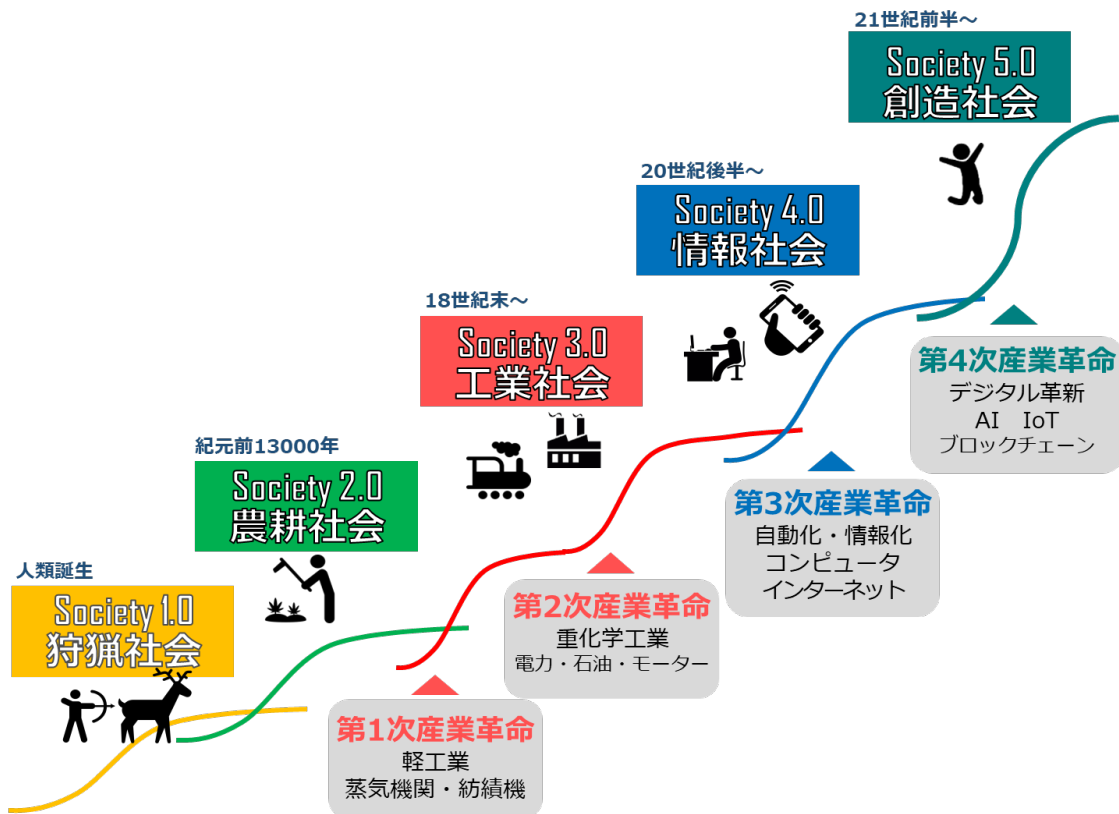 人類誕生
Society 1.0
狩猟社会
紀元前13000年
Society 2.0
農耕社会
18世紀末～
Society 3.0
工業社会
20世紀後半～
Society 4.0
情報社会
21世紀前半～
Society 5.0
創造社会
第1次産業革命
軽工業
蒸気機関・紡績機
第2次産業革命
重化学工業
電力・石油・モーター
第3次産業革命
自動化・情報化
コンピュータ
インターネット
第4次産業革命
デジタル革新
AI　IoT
ブロックチェーン